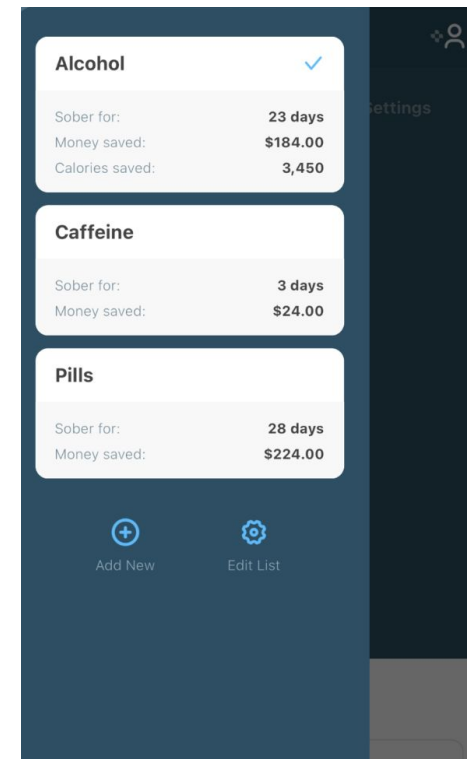 Alcohol
Settings
Sober for: 23 days
Money saved: $184.00
Calories saved: 3,450
Caffeine
Sober for: 3 days
Money saved: $24.00
Pills
Sober for: 28 days
Money saved: $224.00
Add New Edit List